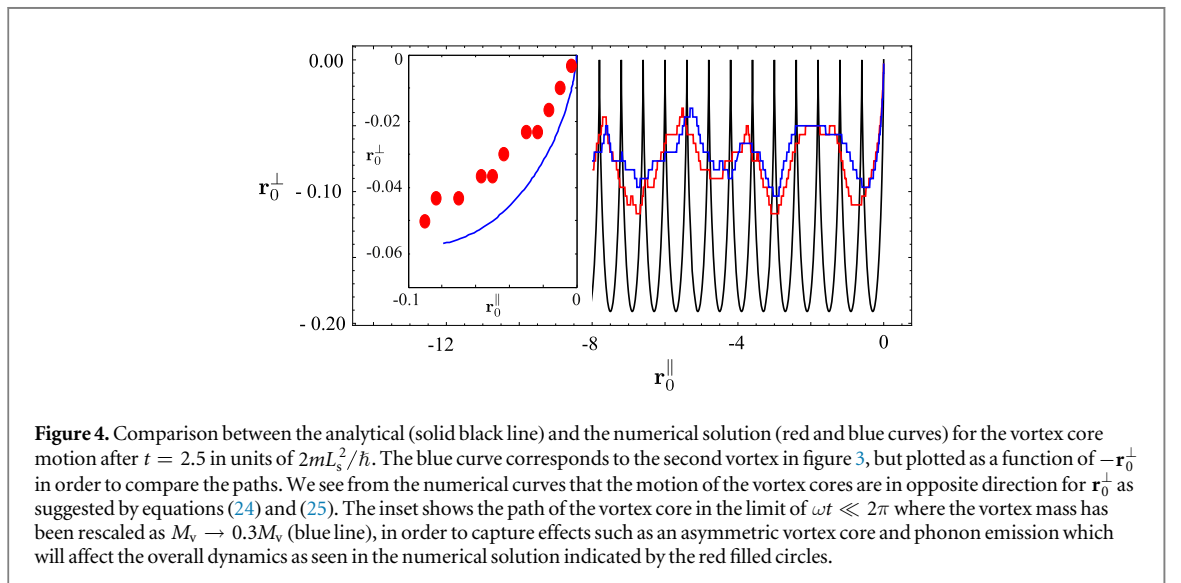 0.00
- 0.10
- 0.20
𝐫₀^⊥
0
-0.02
𝐫₀^⊥
-0.04
-0.06
-0.1
𝐫₀^∥
0
-12
-8
-4
0
𝐫₀^∥
Figure 4. Comparison between the analytical (solid black line) and the numerical solution (red and blue curves) for the vortex core
motion after t = 2.5 in units of 2mLₛ²/ℏ. The blue curve corresponds to the second vortex in figure 3, but plotted as a function of −𝐫₀^⊥
in order to compare the paths. We see from the numerical curves that the motion of the vortex cores are in opposite direction for 𝐫₀^⊥ as
suggested by equations (24) and (25). The inset shows the path of the vortex core in the limit of ωt ≪ 2π where the vortex mass has
been rescaled as Mᵥ → 0.3Mᵥ (blue line), in order to capture effects such as an asymmetric vortex core and phonon emission which
will affect the overall dynamics as seen in the numerical solution indicated by the red filled circles.